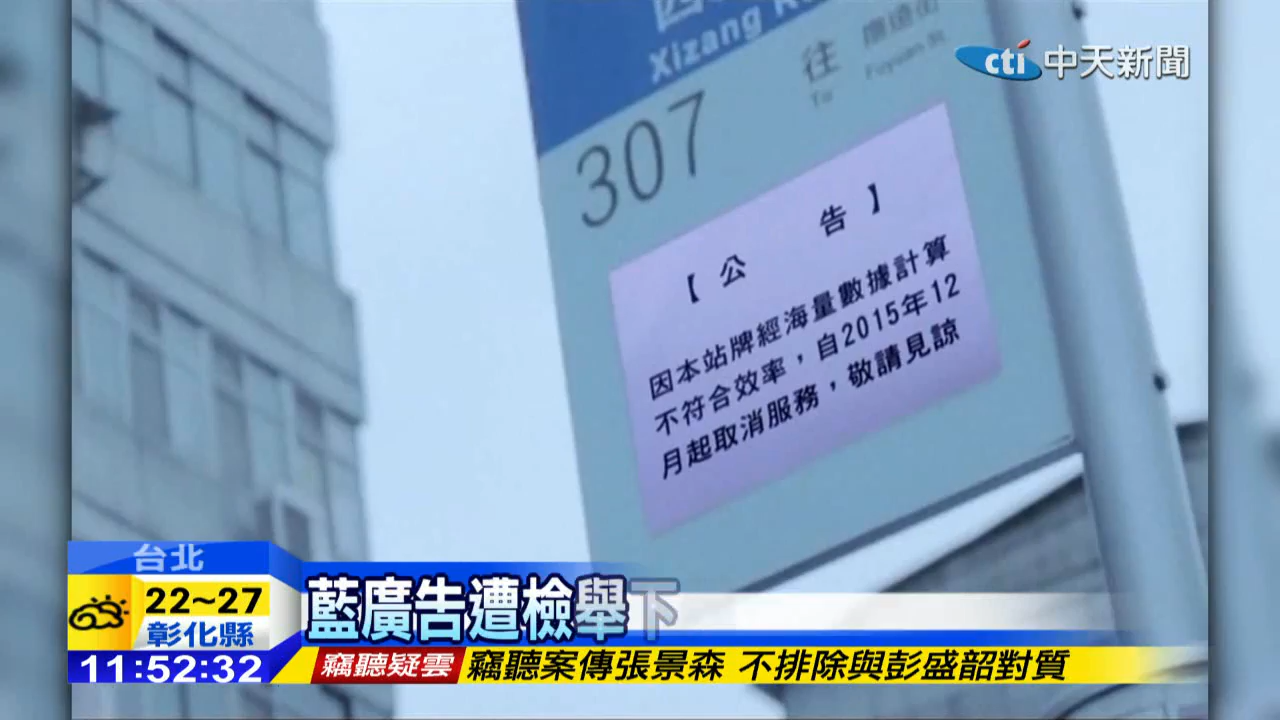 Xizang R
往
To
Fuyuan St
307
cti 中天新聞
【公 告】
因本站牌經海量數據計算
不符合效率，自2015年12
月起取消服務，敬請見諒
台北
22~27
彰化縣
11:52:32
藍廣告遭檢舉下
竊聽疑雲 竊聽案傳張景森 不排除與彭盛韶對質